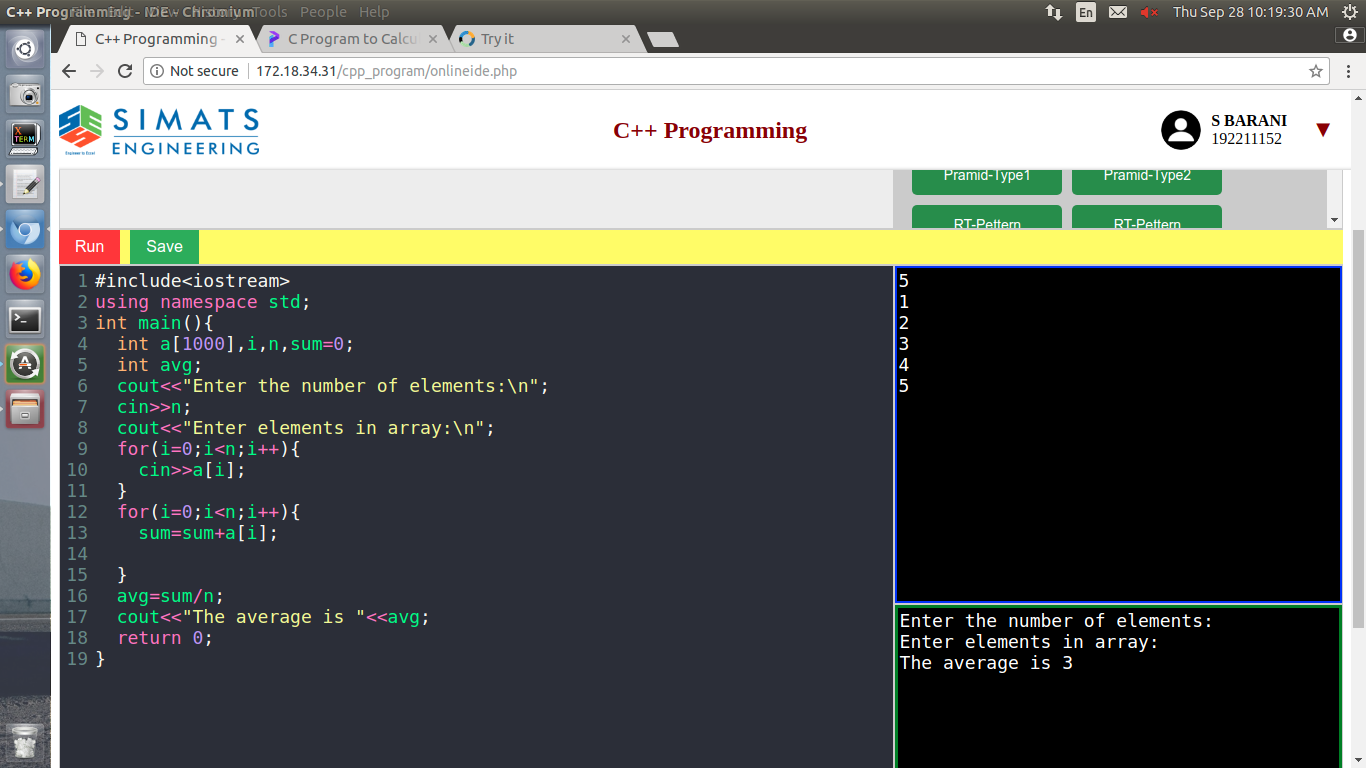 C++ Programming - IDE - Chromium Tools People Help
En
Thu Sep 28 10:19:30 AM
C++ Programming - × C Program to Calcu × Try it ×
Not secure 172.18.34.31/cpp_program/onlineide.php
SIMATS
ENGINEERING
C++ Programming
S BARANI
192211152
Pramid-Type1 Pramid-Type2
RT-Pettern RT-Pettern
Run Save
1 #include<iostream>
2 using namespace std;
3 int main(){
4 int a[1000],i,n,sum=0;
5 int avg;
6 cout<<"Enter the number of elements:\n";
7 cin>>n;
8 cout<<"Enter elements in array:\n";
9 for(i=0;i<n;i++){
10 cin>>a[i];
11 }
12 for(i=0;i<n;i++){
13 sum=sum+a[i];
14
15 }
16 avg=sum/n;
17 cout<<"The average is "<<avg;
18 return 0;
19 }
5
1
2
3
4
5
Enter the number of elements:
Enter elements in array:
The average is 3